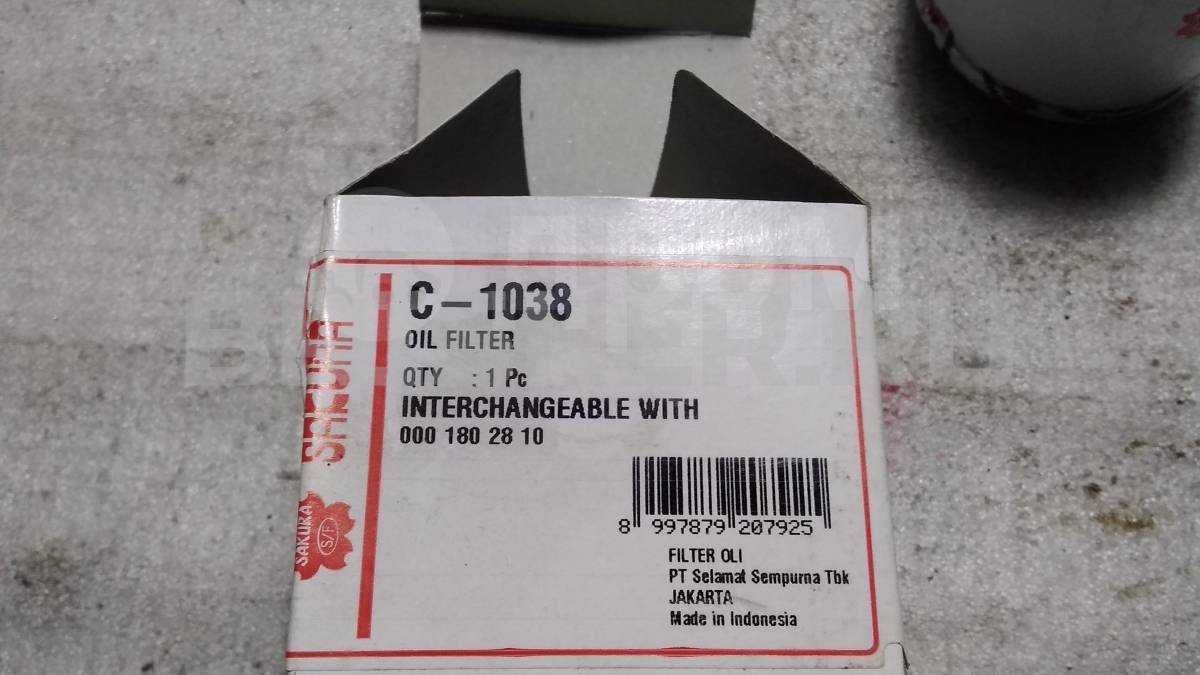 C-1038
OIL FILTER
QTY : 1 Pc
INTERCHANGEABLE WITH
000 180 28 10
SAKURA
SAKURA
S/F
8 997879 207925
FILTER OLI
PT Selamat Sempurna Tbk
JAKARTA
Made in Indonesia